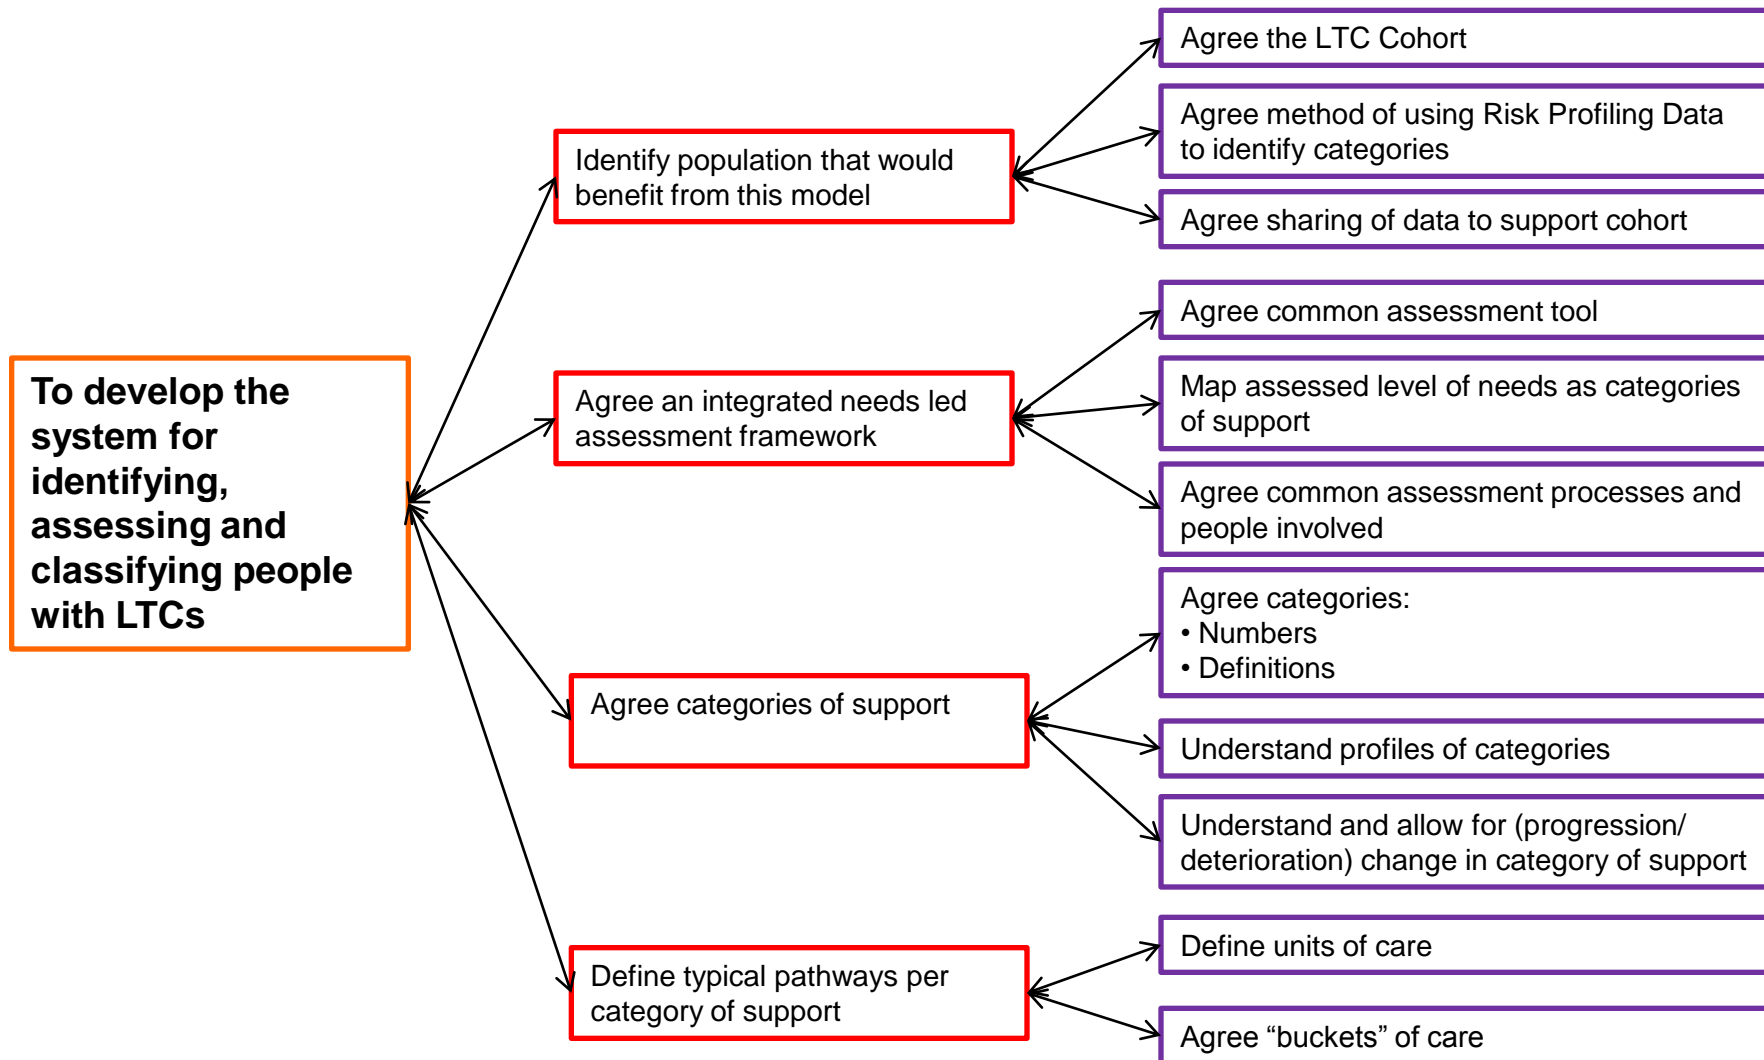 Agree the LTC Cohort
Agree method of using Risk Profiling Data
to identify categories
Identify population that would
benefit from this model
Agree sharing of data to support cohort
Agree common assessment tool
To develop the
system for
identifying,
assessing and
classifying people
with LTCs
Agree an integrated needs led
assessment framework
Map assessed level of needs as categories
of support
Agree common assessment processes and
people involved
Agree categories:
• Numbers
• Definitions
Agree categories of support
Understand profiles of categories
Understand and allow for (progression/
deterioration) change in category of support
Define typical pathways per
category of support
Define units of care
Agree “buckets” of care